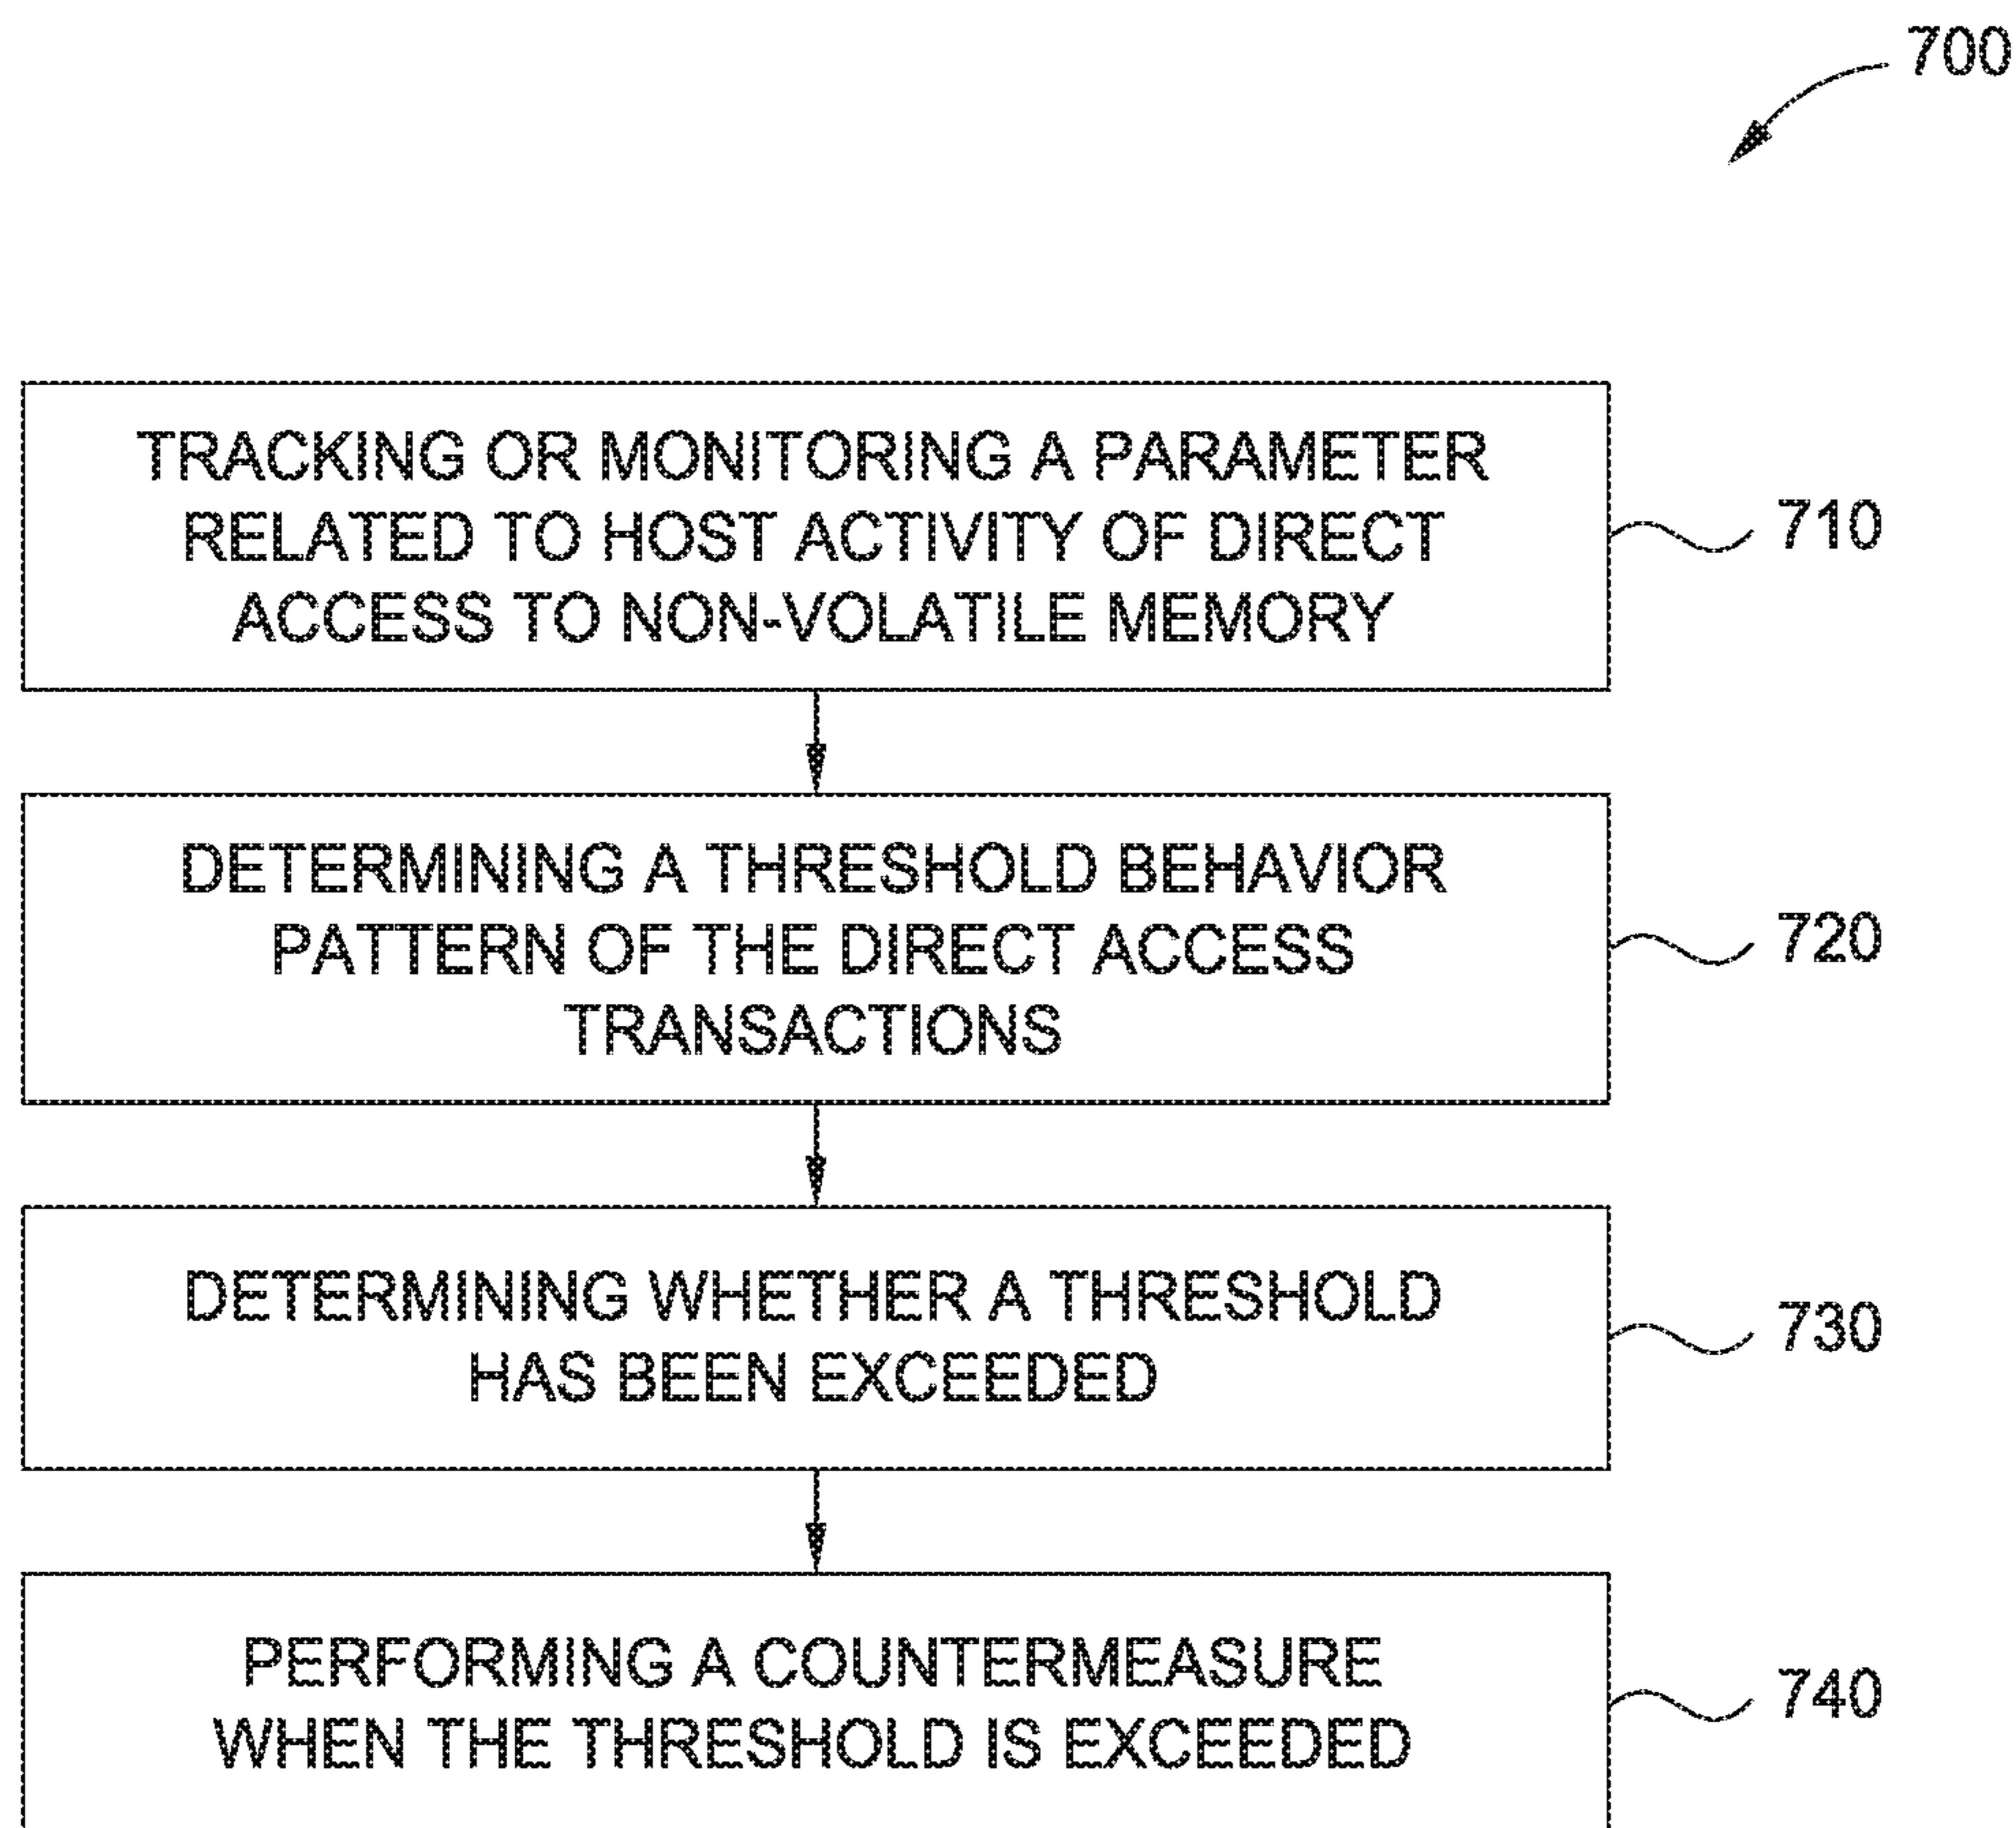 700
TRACKING OR MONITORING A PARAMETER
RELATED TO HOST ACTIVITY OF DIRECT
ACCESS TO NON-VOLATILE MEMORY
710
DETERMINING A THRESHOLD BEHAVIOR
PATTERN OF THE DIRECT ACCESS
TRANSACTIONS
720
DETERMINING WHETHER A THRESHOLD
HAS BEEN EXCEEDED
730
PERFORMING A COUNTERMEASURE
WHEN THE THRESHOLD IS EXCEEDED
740